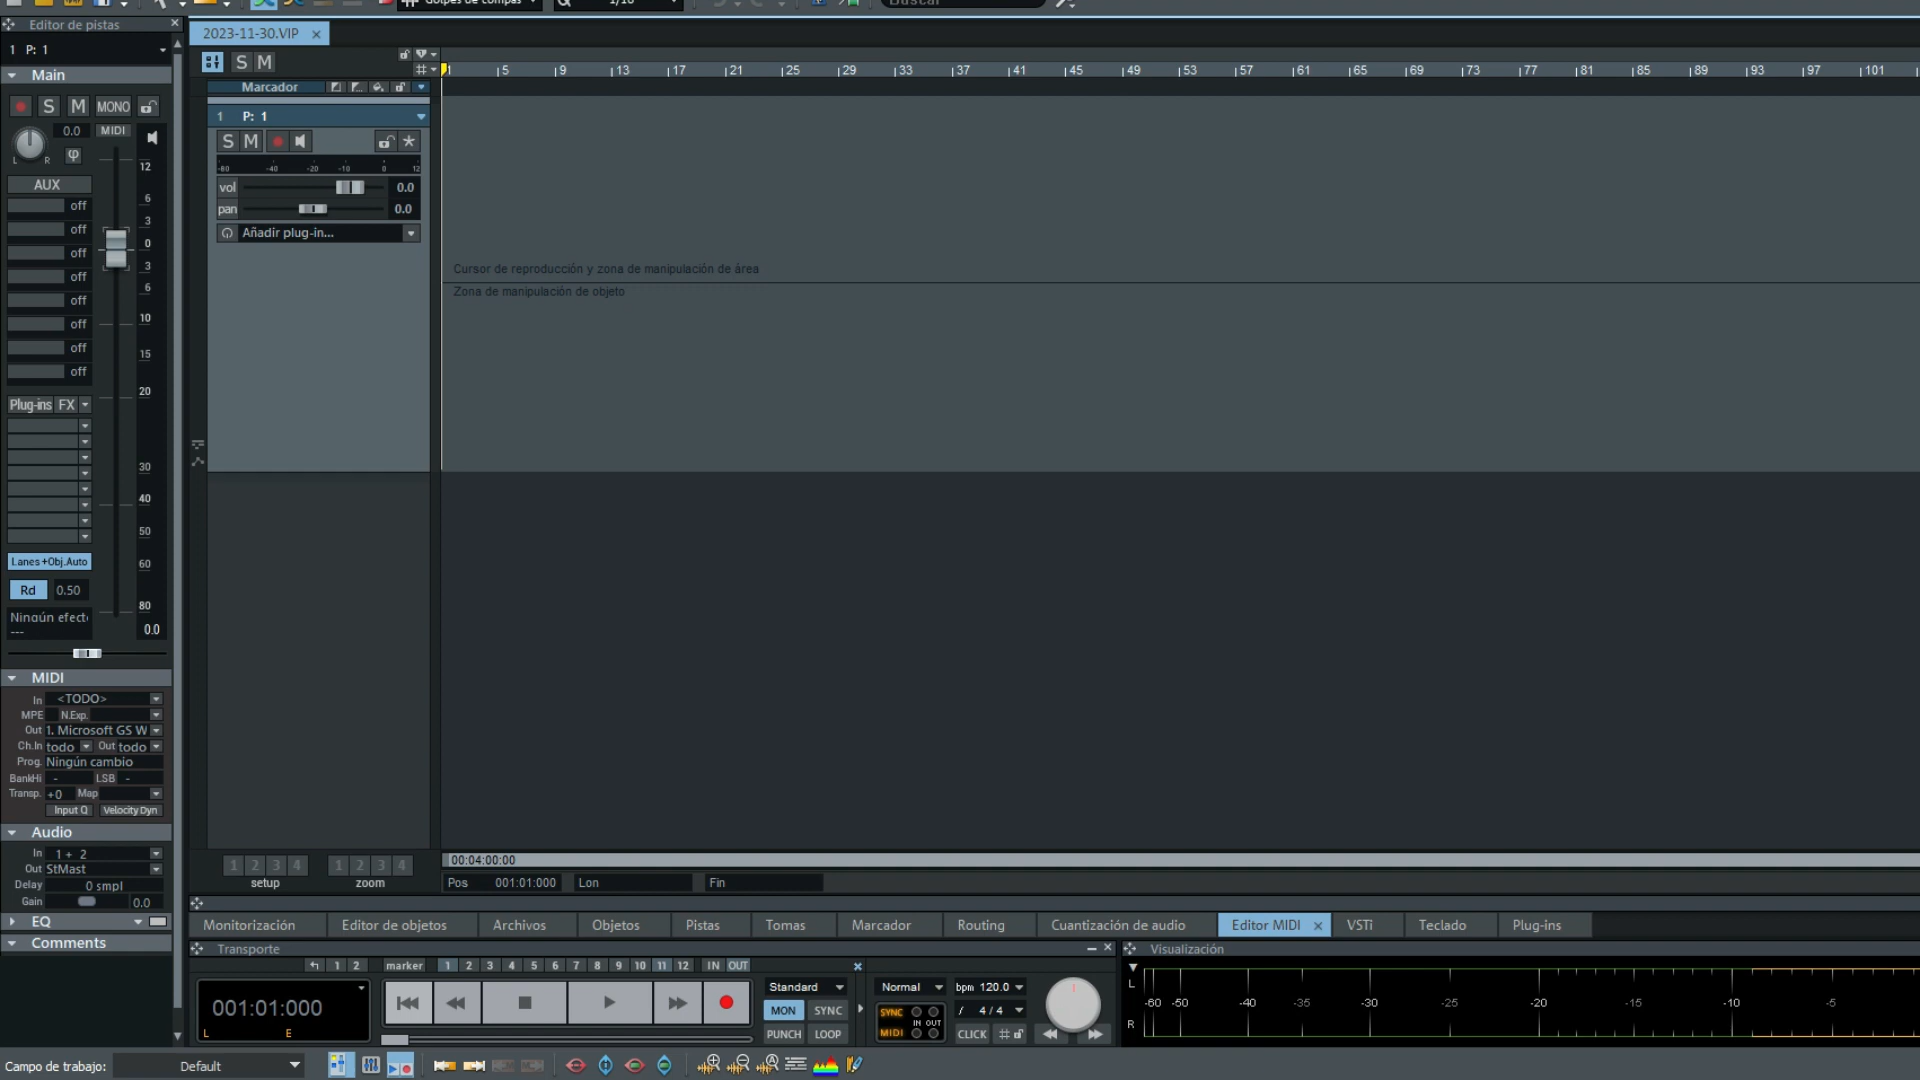 Golpes de compás
1/16
Buscar
Editor de pistas
2023-11-30.VIP
1 P: 1
S M
Main
1 5 9 13 17 21 25 29 33 37 41 45 49 53 57 61 65 69 73 77 81 85 89 93 97 101
Marcador
S M MONO
1 P: 1
0.0 MIDI
S M
L R
12
-80 -40 -20 -10 0 12
AUX
vol 0.0
off
6
pan 0.0
off
3
Añadir plug-in...
0
off
Cursor de reproducción y zona de manipulación de área
3
off
6
Zona de manipulación de objeto
off
10
off
off
15
off
20
Plug-ins FX
30
40
50
Lanes +Obj.Auto
60
Rd 0.50
80
Ningún efect
---
0.0
MIDI
In <TODO>
MPE N.Exp.
Out 1. Microsoft GS W
Ch.In todo Out todo
Prog. Ningún cambio
BankHi - LSB -
Transp. +0 Map
Input Q Velocity Dyn
Audio
In 1 + 2
Out StMast
Delay 0 smpl
Gain 0.0
EQ
Comments
1 2 3 4 1 2 3 4
setup zoom
00:04:00:00
Pos 001:01:000 Lon Fin
Monitorización Editor de objetos Archivos Objetos Pistas Tomas Marcador Routing Cuantización de audio Editor MIDI VSTi Teclado Plug-ins
Transporte
Visualización
1 2 marker 1 2 3 4 5 6 7 8 9 10 11 12 IN OUT
Standard Normal bpm 120.0
001:01:000
L E
MON SYNC
SYNC MIDI IN OUT
/ 4/4
PUNCH LOOP
CLICK
L
-60 -50 -40 -35 -30 -25 -20 -15 -10 -5
R
Campo de trabajo: Default